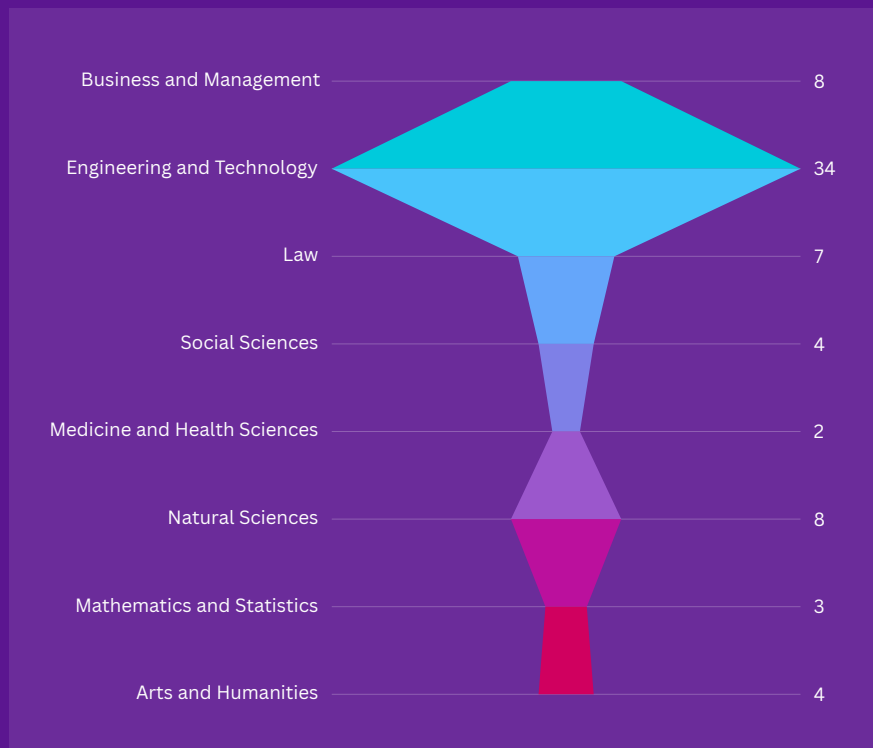 Business and Management 8
Engineering and Technology 34
Law 7
Social Sciences 4
Medicine and Health Sciences 2
Natural Sciences 8
Mathematics and Statistics 3
Arts and Humanities 4